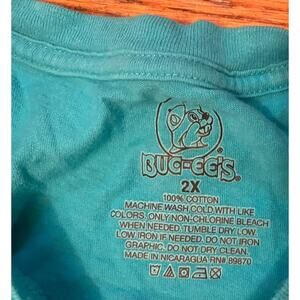 BUC-EE'S
2X
100% COTTON
MACHINE WASH COLD WITH LIKE
COLORS. ONLY NON-CHLORINE BLEACH
WHEN NEEDED. TUMBLE DRY LOW.
LOW IRON IF NEEDED. DO NOT IRON
GRAPHIC. DO NOT DRY CLEAN.
MADE IN NICARAGUA RN# 89870